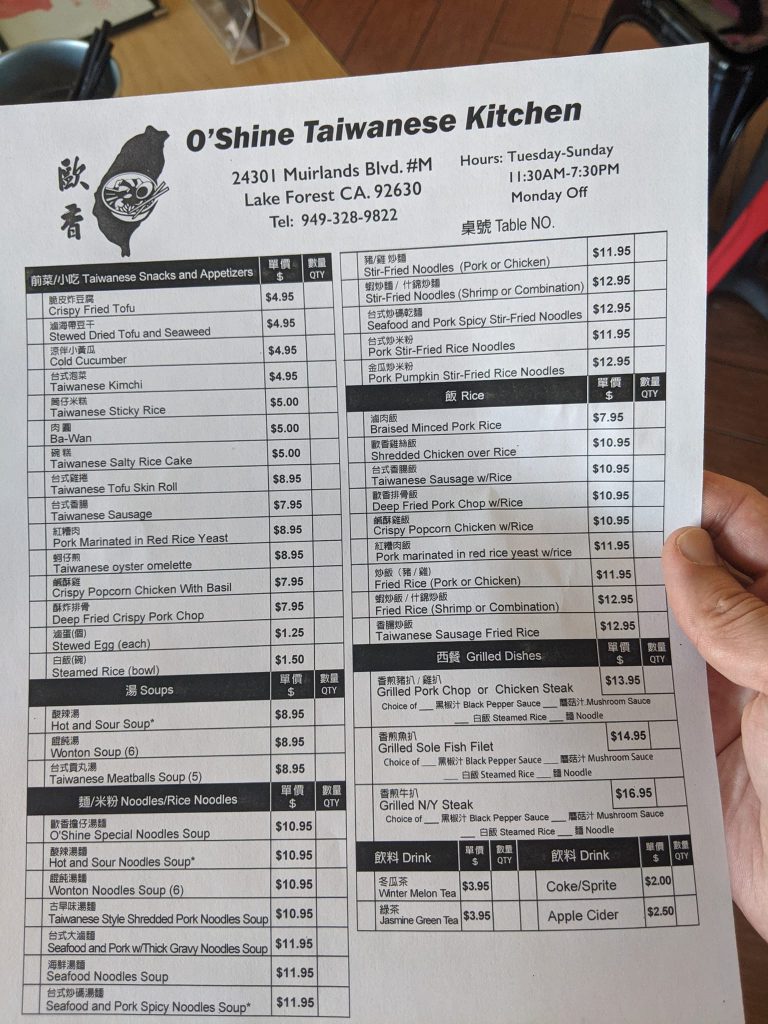 歐香
O'Shine Taiwanese Kitchen
24301 Muirlands Blvd. #M
Lake Forest CA. 92630
Tel: 949-328-9822
Hours: Tuesday-Sunday
11:30AM-7:30PM
Monday Off
桌號 Table NO.
前菜/小吃 Taiwanese Snacks and Appetizers 單價 $ 數量 QTY
脆皮炸豆腐
Crispy Fried Tofu $4.95
滷海帶豆干
Stewed Dried Tofu and Seaweed $4.95
涼伴小黃瓜
Cold Cucumber $4.95
台式泡菜
Taiwanese Kimchi $4.95
筒仔米糕
Taiwanese Sticky Rice $5.00
肉圓
Ba-Wan $5.00
碗糕
Taiwanese Salty Rice Cake $5.00
台式雞捲
Taiwanese Tofu Skin Roll $8.95
台式香腸
Taiwanese Sausage $7.95
紅糟肉
Pork Marinated in Red Rice Yeast $8.95
蚵仔煎
Taiwanese oyster omelette $8.95
鹹酥雞
Crispy Popcorn Chicken With Basil $7.95
酥炸排骨
Deep Fried Crispy Pork Chop $7.95
滷蛋(個)
Stewed Egg (each) $1.25
白飯(碗)
Steamed Rice (bowl) $1.50
湯 Soups 單價 $ 數量 QTY
酸辣湯
Hot and Sour Soup* $8.95
餛飩湯
Wonton Soup (6) $8.95
台式貢丸湯
Taiwanese Meatballs Soup (5) $8.95
麵/米粉 Noodles/Rice Noodles 單價 $ 數量 QTY
歐香擔仔湯麵
O'Shine Special Noodles Soup $10.95
酸辣湯麵
Hot and Sour Noodles Soup* $10.95
餛飩湯麵
Wonton Noodles Soup (6) $10.95
古早味湯麵
Taiwanese Style Shredded Pork Noodles Soup $10.95
台式大滷麵
Seafood and Pork w/Thick Gravy Noodles Soup $11.95
海鮮湯麵
Seafood Noodles Soup $11.95
台式炒碼湯麵
Seafood and Pork Spicy Noodles Soup* $11.95
豬/雞 炒麵
Stir-Fried Noodles (Pork or Chicken) $11.95
蝦炒麵 / 什錦炒麵
Stir-Fried Noodles (Shrimp or Combination) $12.95
台式炒碼乾麵
Seafood and Pork Spicy Stir-Fried Noodles $12.95
台式炒米粉
Pork Stir-Fried Rice Noodles $11.95
金瓜炒米粉
Pork Pumpkin Stir-Fried Rice Noodles $12.95
飯 Rice 單價 $ 數量 QTY
滷肉飯
Braised Minced Pork Rice $7.95
歐香雞絲飯
Shredded Chicken over Rice $10.95
台式香腸飯
Taiwanese Sausage w/Rice $10.95
歐香排骨飯
Deep Fried Pork Chop w/Rice $10.95
鹹酥雞飯
Crispy Popcorn Chicken w/Rice $10.95
紅糟肉飯
Pork marinated in red rice yeast w/rice $11.95
炒飯 (豬 / 雞)
Fried Rice (Pork or Chicken) $11.95
蝦炒飯 / 什錦炒飯
Fried Rice (Shrimp or Combination) $12.95
香腸炒飯
Taiwanese Sausage Fried Rice $12.95
西餐 Grilled Dishes 單價 $ 數量 QTY
香煎豬扒 / 雞扒
Grilled Pork Chop or Chicken Steak $13.95
Choice of ___ 黑椒汁 Black Pepper Sauce ___ 蘑菇汁 Mushroom Sauce
___ 白飯 Steamed Rice ___ 麵 Noodle
香煎魚扒
Grilled Sole Fish Filet $14.95
Choice of ___ 黑椒汁 Black Pepper Sauce ___ 蘑菇汁 Mushroom Sauce
___ 白飯 Steamed Rice ___ 麵 Noodle
香煎牛扒
Grilled N/Y Steak $16.95
Choice of ___ 黑椒汁 Black Pepper Sauce ___ 蘑菇汁 Mushroom Sauce
___ 白飯 Steamed Rice ___ 麵 Noodle
飲料 Drink 單價 $ 數量 QTY 飲料 Drink 單價 $ 數量 QTY
冬瓜茶
Winter Melon Tea $3.95 Coke/Sprite $2.00
綠茶
Jasmine Green Tea $3.95 Apple Cider $2.50